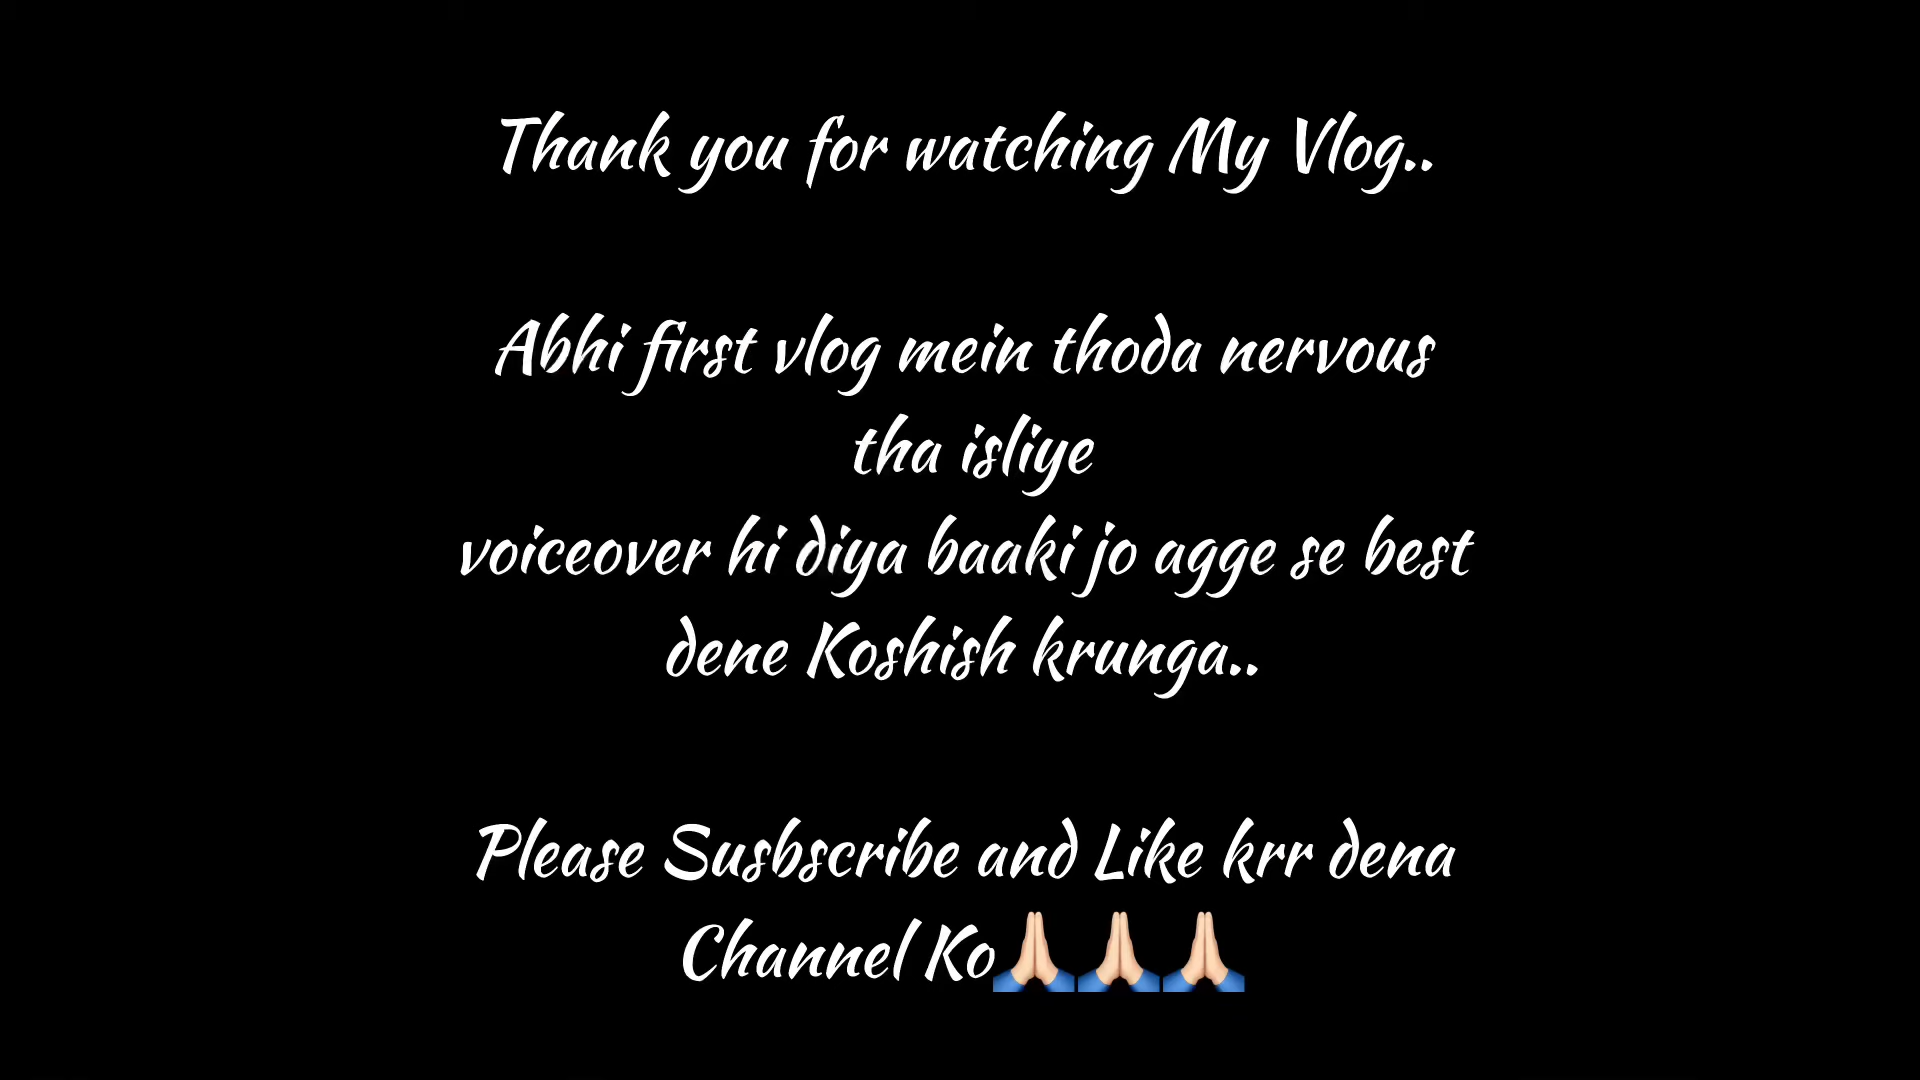 Thank you for watching My Vlog..
Abhi first vlog mein thoda nervous
tha isliye
voiceover hi diya baaki jo agge se best
dene Koshish krunga..
Please Susbscribe and Like krr dena
Channel Ko🙏🏻🙏🏻🙏🏻